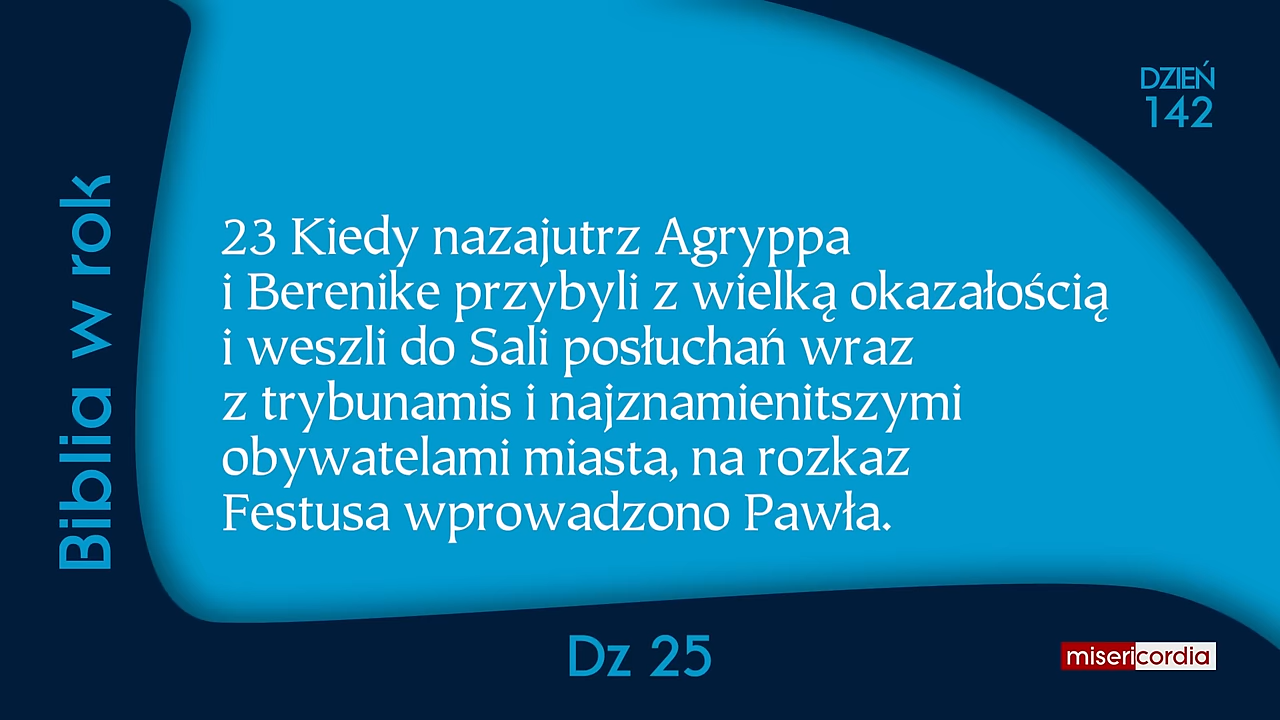 DZIEŃ
142
Biblia w rok
23 Kiedy nazajutrz Agryppa
i Berenike przybyli z wielką okazałością
i weszli do Sali posłuchań wraz
z trybunamis i najznamienitszymi
obywatelami miasta, na rozkaz
Festusa wprowadzono Pawła.
Dz 25
misericordia